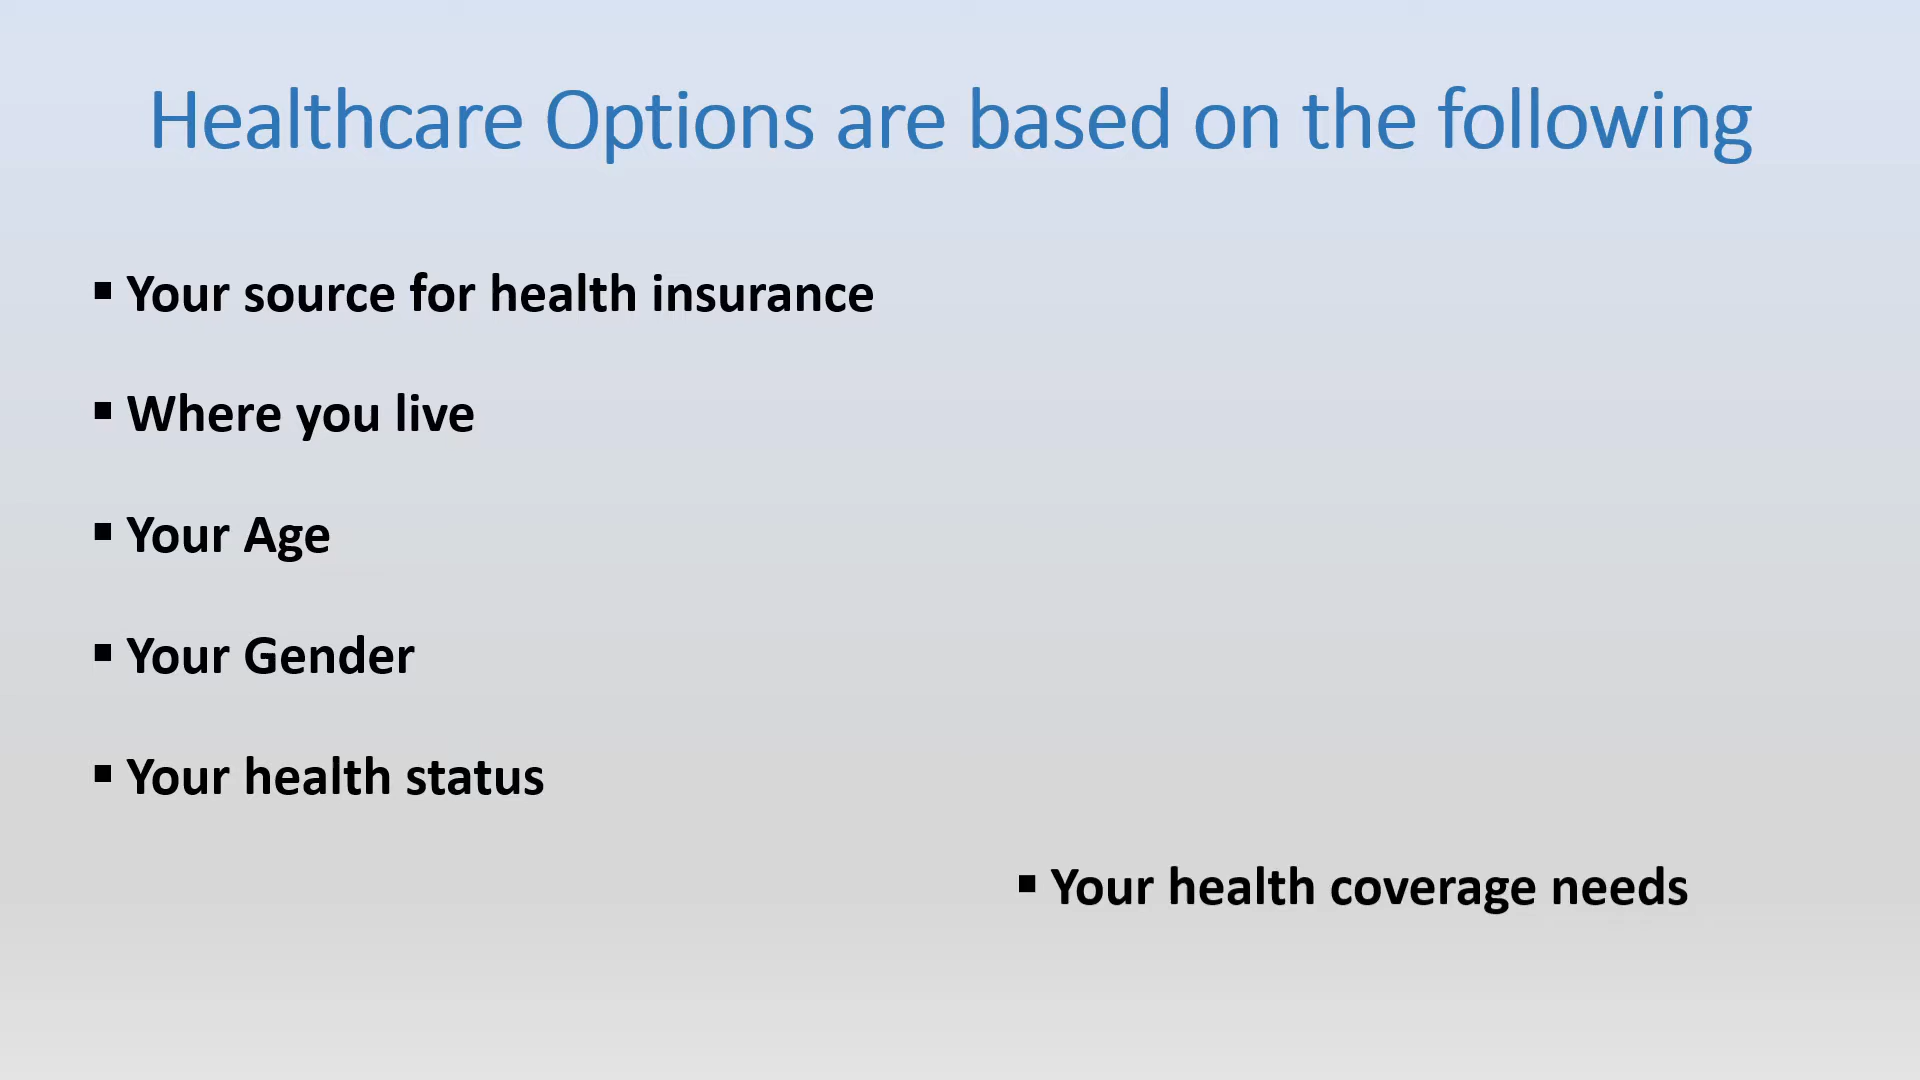 Healthcare Options are based on the following
▪ Your source for health insurance
▪ Where you live
▪ Your Age
▪ Your Gender
▪ Your health status
▪ Your health coverage needs